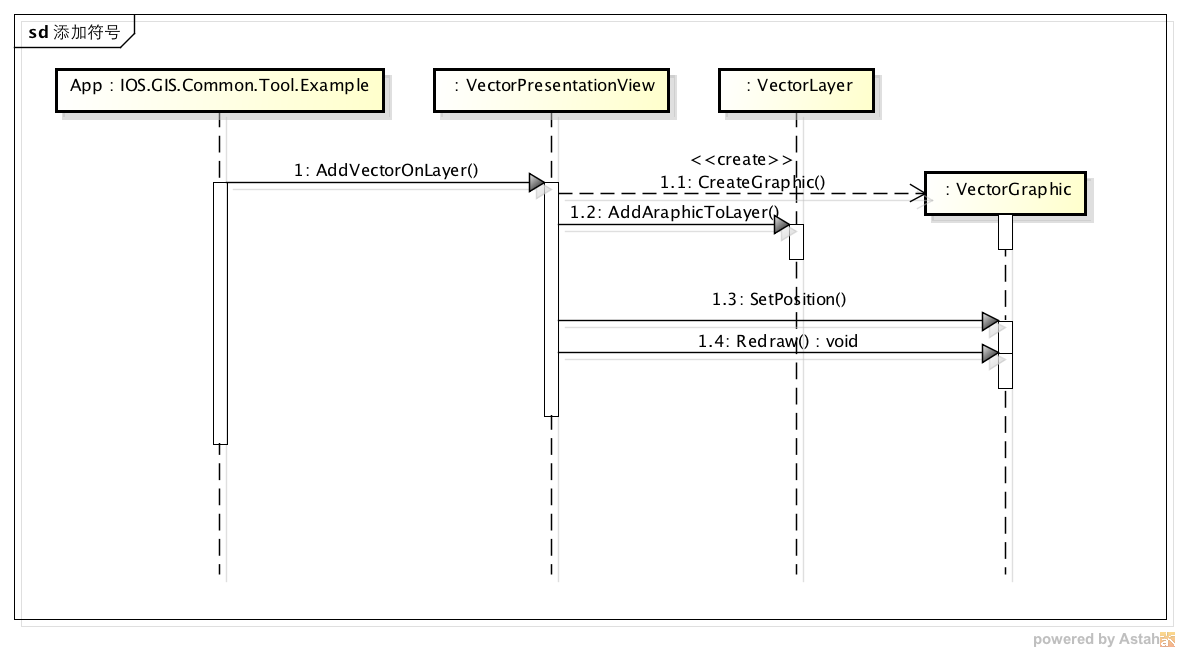 sd 添加符号
App : IOS.GIS.Common.Tool.Example
: VectorPresentationView
: VectorLayer
<<create>>
1: AddVectorOnLayer()
1.1: CreateGraphic()
: VectorGraphic
1.2: AddAraphicToLayer()
1.3: SetPosition()
1.4: Redraw() : void
powered by Astah